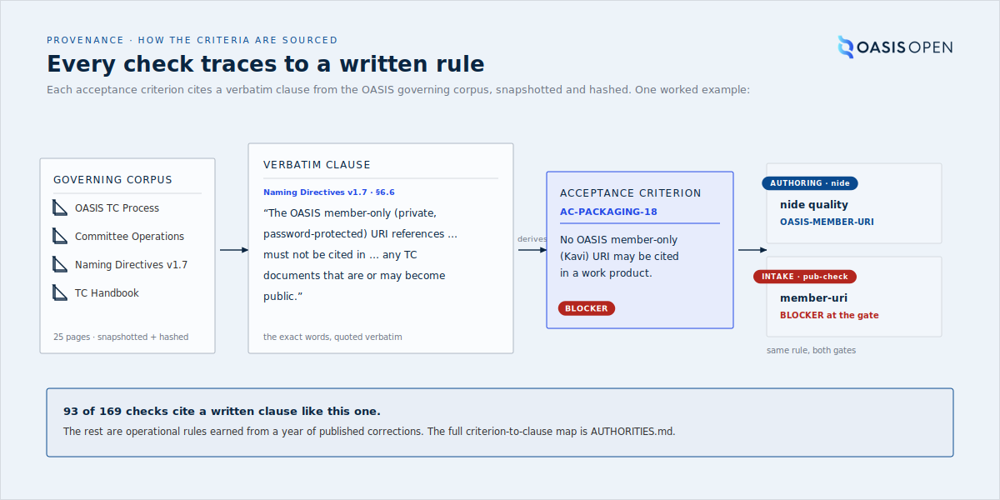 PROVENANCE · HOW THE CRITERIA ARE SOURCED
Every check traces to a written rule
Each acceptance criterion cites a verbatim clause from the OASIS governing corpus, snapshotted and hashed. One worked example:
OASIS OPEN
GOVERNING CORPUS
OASIS TC Process
Committee Operations
Naming Directives v1.7
TC Handbook
25 pages · snapshotted + hashed
VERBATIM CLAUSE
Naming Directives v1.7 · §6.6
“The OASIS member-only (private,
password-protected) URI references ...
must not be cited in ... any TC
documents that are or may become
public.”
the exact words, quoted verbatim
derives
ACCEPTANCE CRITERION
AC-PACKAGING-18
No OASIS member-only
(Kavi) URI may be cited
in a work product.
BLOCKER
AUTHORING · nide
nide quality
OASIS-MEMBER-URI
INTAKE · pub-check
member-uri
BLOCKER at the gate
same rule, both gates
93 of 169 checks cite a written clause like this one.
The rest are operational rules earned from a year of published corrections. The full criterion-to-clause map is AUTHORITIES.md.